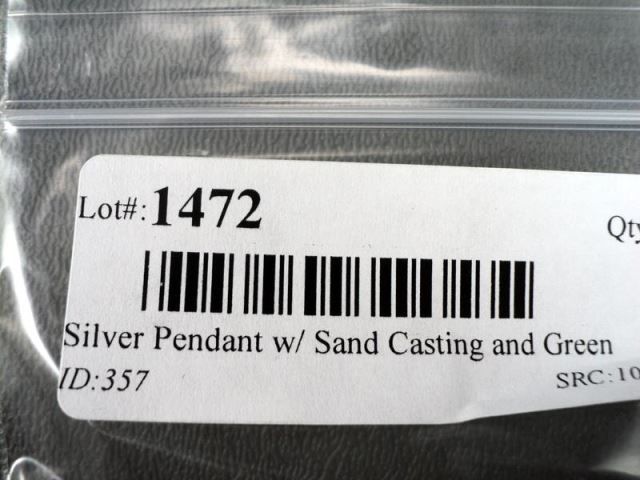 Lot#: 1472 Qty
Silver Pendant w/ Sand Casting and Green
ID:357 SRC:10